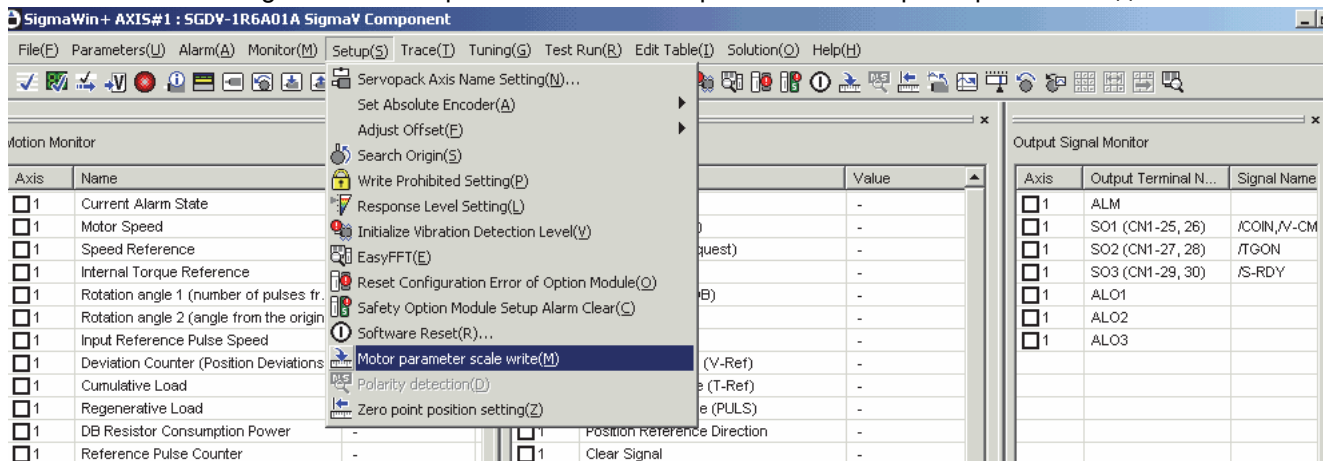 SigmaWin+ AXIS#1 : SGDV-1R6A01A SigmaV Component
File(F) Parameters(U) Alarm(A) Monitor(M) Setup(S) Trace(T) Tuning(G) Test Run(R) Edit Table(I) Solution(O) Help(H)
Servopack Axis Name Setting(N)...
Set Absolute Encoder(A)
Adjust Offset(F)
Search Origin(S)
Write Prohibited Setting(P)
Response Level Setting(L)
Initialize Vibration Detection Level(V)
EasyFFT(E)
Reset Configuration Error of Option Module(O)
Safety Option Module Setup Alarm Clear(C)
Software Reset(R)...
Motor parameter scale write(M)
Polarity detection(D)
Zero point position setting(Z)
Motion Monitor
Axis Name
1 Current Alarm State
1 Motor Speed
1 Speed Reference
1 Internal Torque Reference
1 Rotation angle 1 (number of pulses fr.
1 Rotation angle 2 (angle from the origin
1 Input Reference Pulse Speed
1 Deviation Counter (Position Deviations
1 Cumulative Load
1 Regenerative Load
1 DB Resistor Consumption Power -
1 Reference Pulse Counter -
Value
-
-
quest) -
-
DB) -
-
-
(V-Ref) -
e (T-Ref) -
e (PULS) -
1 Position Reference Direction -
1 Clear Signal -
Output Signal Monitor
Axis Output Terminal N... Signal Name
1 ALM
1 SO1 (CN1-25, 26) /COIN,/V-CM
1 SO2 (CN1-27, 28) /TGON
1 SO3 (CN1-29, 30) /S-RDY
1 ALO1
1 ALO2
1 ALO3